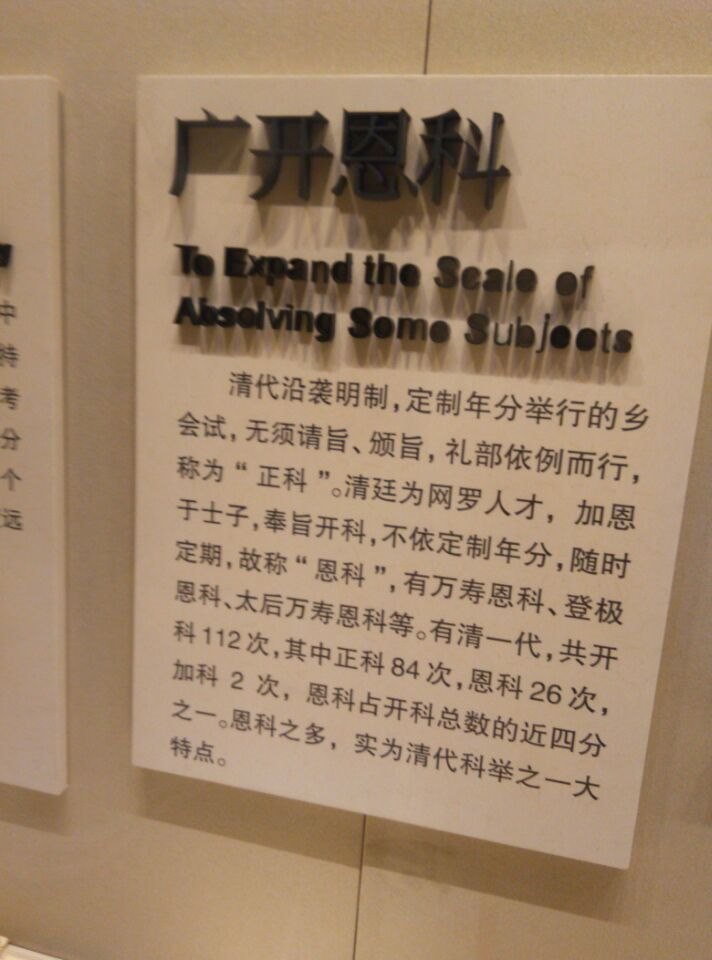 广开恩科
To Expand the Scale of
Absolving Some Subjects
清代沿袭明制，定制年分举行的乡
会试，无须请旨、颁旨，礼部依例而行，
称为“正科”。清廷为网罗人才，加恩
于士子，奉旨开科，不依定制年分，随时
定期，故称“恩科”，有万寿恩科、登极
恩科、太后万寿恩科等。有清一代，共开
科112次，其中正科84次，恩科26次，
加科2次，恩科占开科总数的近四分
之一。恩科之多，实为清代科举之一大
特点。
中
持
考
分
个
远